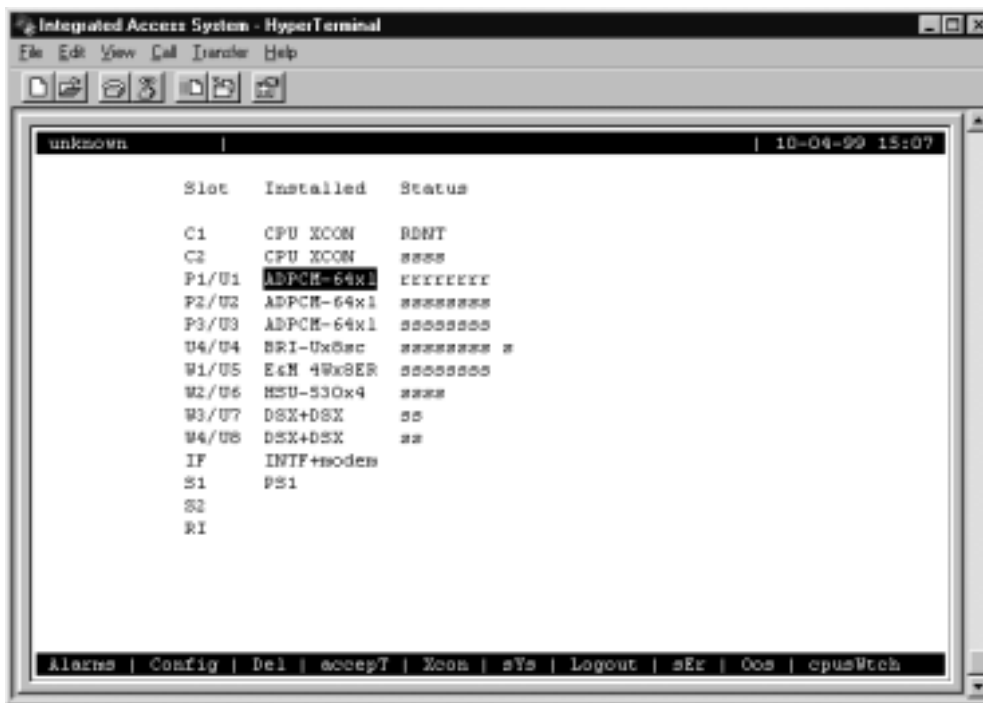 Integrated Access System - HyperTerminal
File Edit View Call Transfer Help
unknown | | 10-04-99 15:07
Slot Installed Status
C1 CPU XCON RDNT
C2 CPU XCON ssss
P1/U1 ADPCM-64x1 rrrrrrrr
P2/U2 ADPCM-64x1 ssssssss
P3/U3 ADPCM-64x1 ssssssss
U4/U4 BRI-Ux8sc ssssssss s
W1/U5 E&M 4Wx8ER ssssssss
W2/U6 HSU-530x4 ssss
W3/U7 DSX+DSX ss
W4/U8 DSX+DSX ss
IF INTF+modem
S1 PS1
S2
RI
Alarms | Config | Del | accepT | Xcon | sYs | Logout | sEr | Oos | cpusWtch